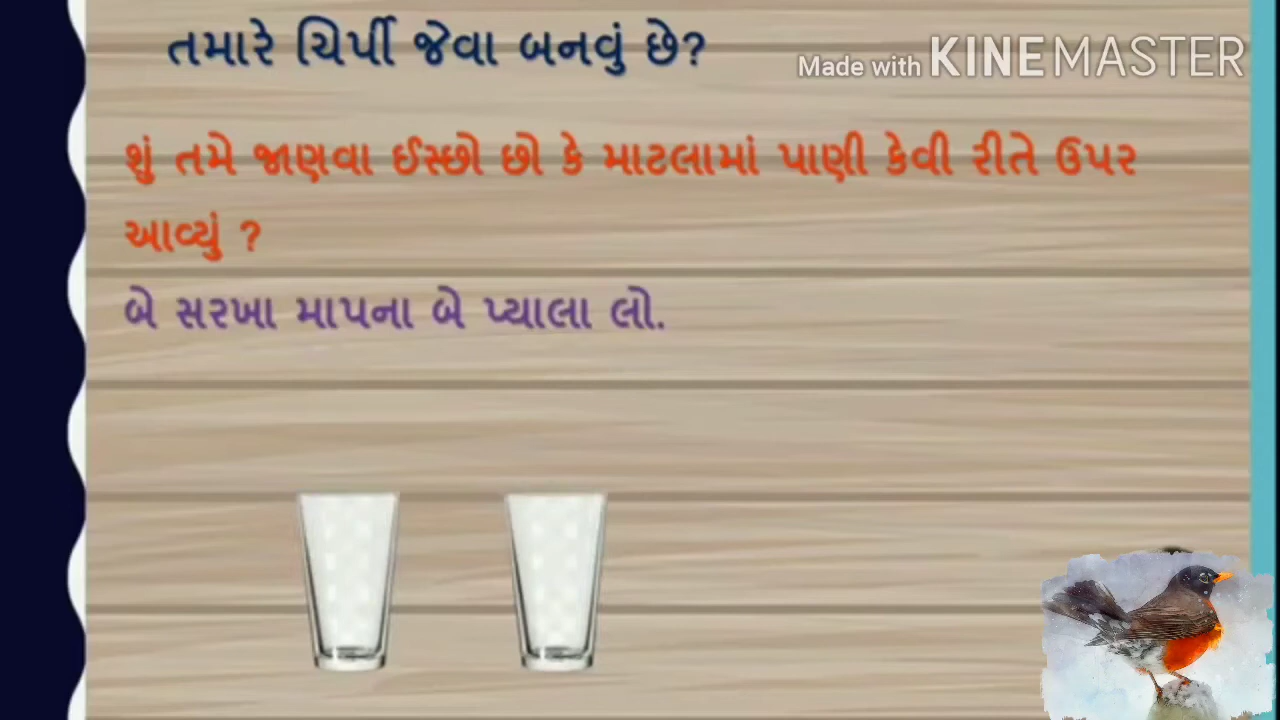 તમારે ચિર્પી જેવા બનવું છે?
Made with KINEMASTER
શું તમે જાણવા ઈચ્છો છો કે માટલામાં પાણી કેવી રીતે ઉપર
આવ્યું ?
બે સરખા માપના બે પ્યાલા લો.